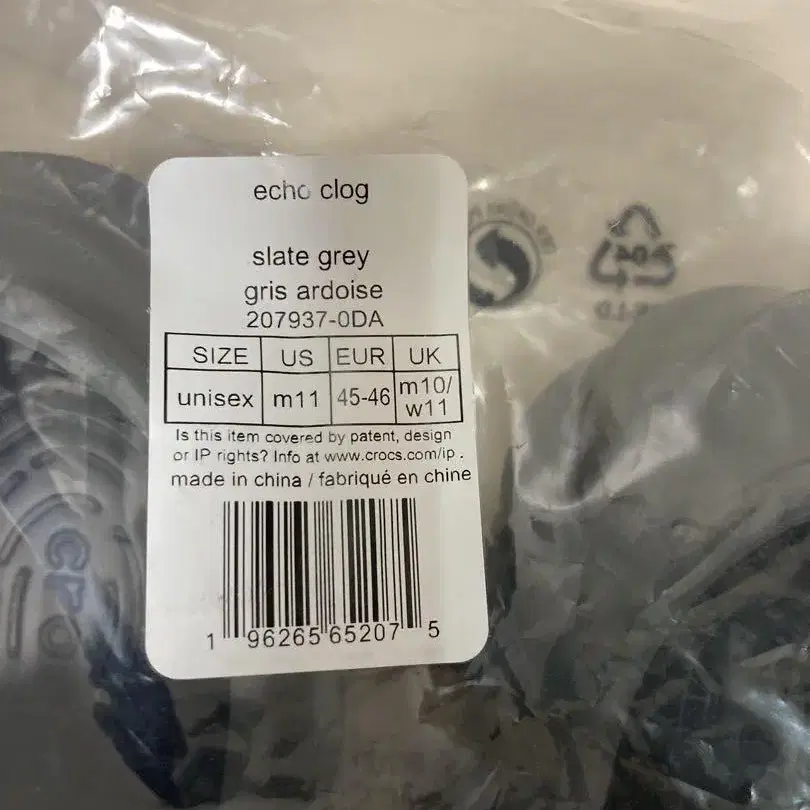 echo clog
slate grey
gris ardoise
207937-0DA
SIZE US EUR UK
unisex m11 45-46 m10/
w11
Is this item covered by patent, design
or IP rights? Info at www.crocs.com/ip .
made in china / fabriqué en chine
1 96265 65207 5